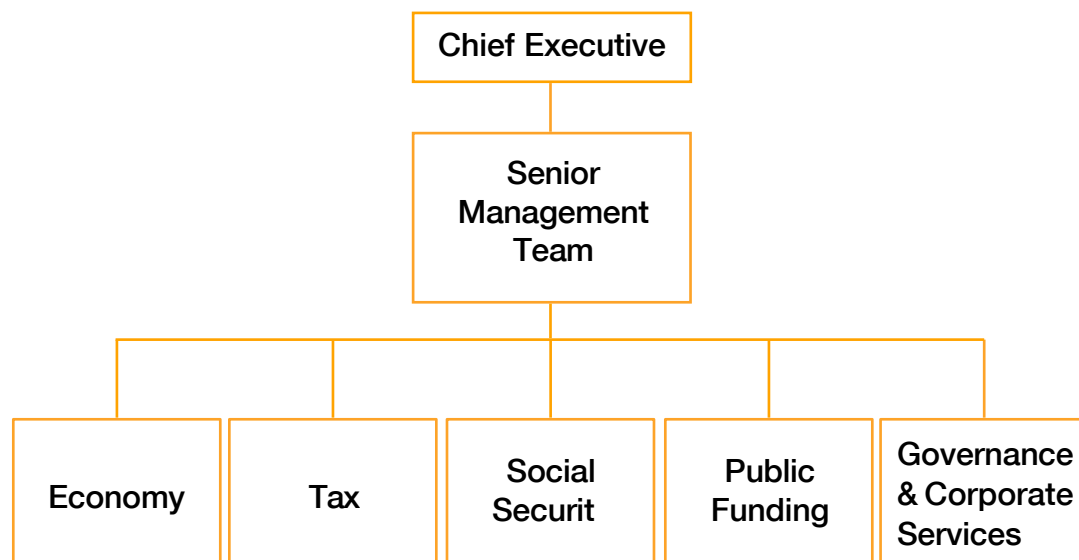 Chief Executive
Senior
Management
Team
Economy
Tax
Social
Securit
Public
Funding
Governance
& Corporate
Services